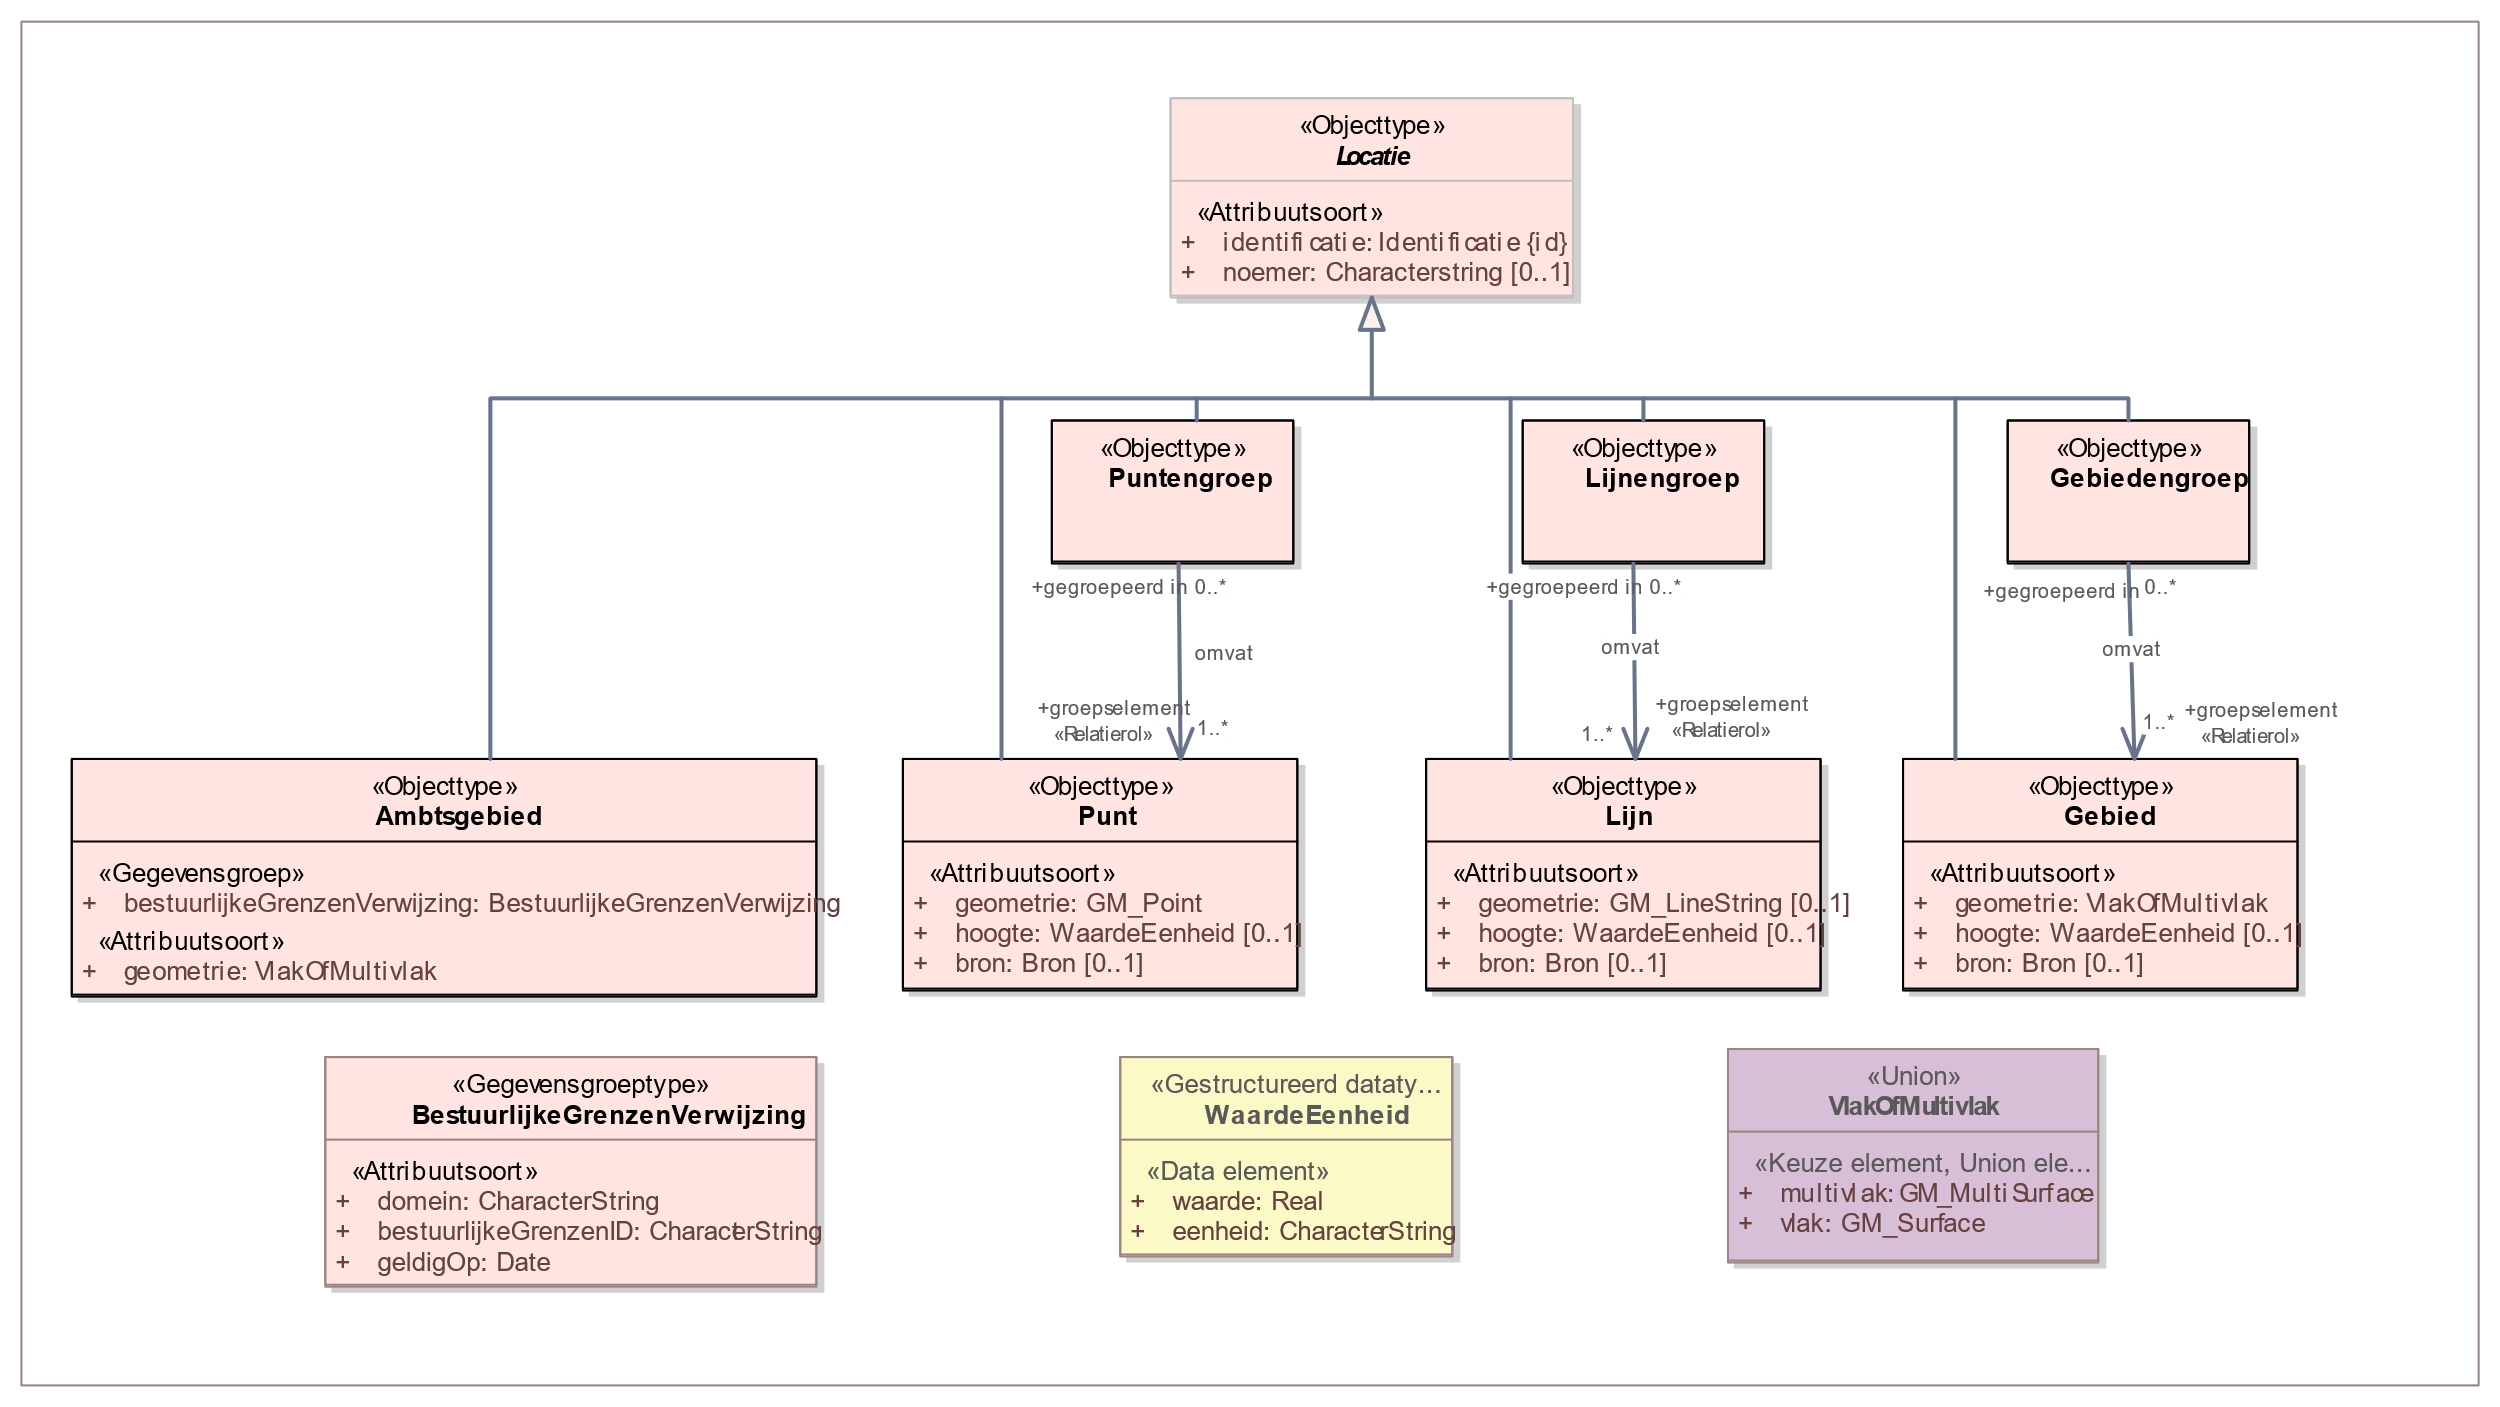 «Objecttype»
Locatie
«Attribuutsoort»
+ identificatie: Identificatie {id}
+ noemer: Characterstring [0..1]
«Objecttype»
Puntengroep
«Objecttype»
Lijnengroep
«Objecttype»
Gebiedengroep
+gegroepeerd in 0..*
omvat
+groepselement
«Relatierol»
1..*
+gegroepeerd in 0..*
omvat
+groepselement
«Relatierol»
1..*
+gegroepeerd in 0..*
omvat
+groepselement
«Relatierol»
1..*
«Objecttype»
Ambtsgebied
«Gegevensgroep»
+ bestuurlijkeGrenzenVerwijzing: BestuurlijkeGrenzenVerwijzing
«Attribuutsoort»
+ geometrie: VlakOfMultivlak
«Objecttype»
Punt
«Attribuutsoort»
+ geometrie: GM_Point
+ hoogte: WaardeEenheid [0..1]
+ bron: Bron [0..1]
«Objecttype»
Lijn
«Attribuutsoort»
+ geometrie: GM_LineString [0..1]
+ hoogte: WaardeEenheid [0..1]
+ bron: Bron [0..1]
«Objecttype»
Gebied
«Attribuutsoort»
+ geometrie: VlakOfMultivlak
+ hoogte: WaardeEenheid [0..1]
+ bron: Bron [0..1]
«Gegevensgroeptype»
BestuurlijkeGrenzenVerwijzing
«Attribuutsoort»
+ domein: CharacterString
+ bestuurlijkeGrenzenID: CharacterString
+ geldigOp: Date
«Gestructureerd dataty...
WaardeEenheid
«Data element»
+ waarde: Real
+ eenheid: CharacterString
«Union»
VlakOfMultivlak
«Keuze element, Union ele...
+ multivlak: GM_MultiSurface
+ vlak: GM_Surface